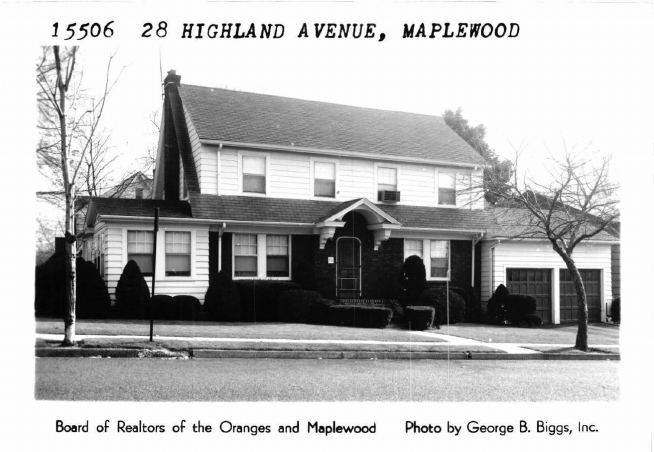 15506 28 HIGHLAND AVENUE, MAPLEWOOD
Board of Realtors of the Oranges and Maplewood Photo by George B. Biggs, Inc.